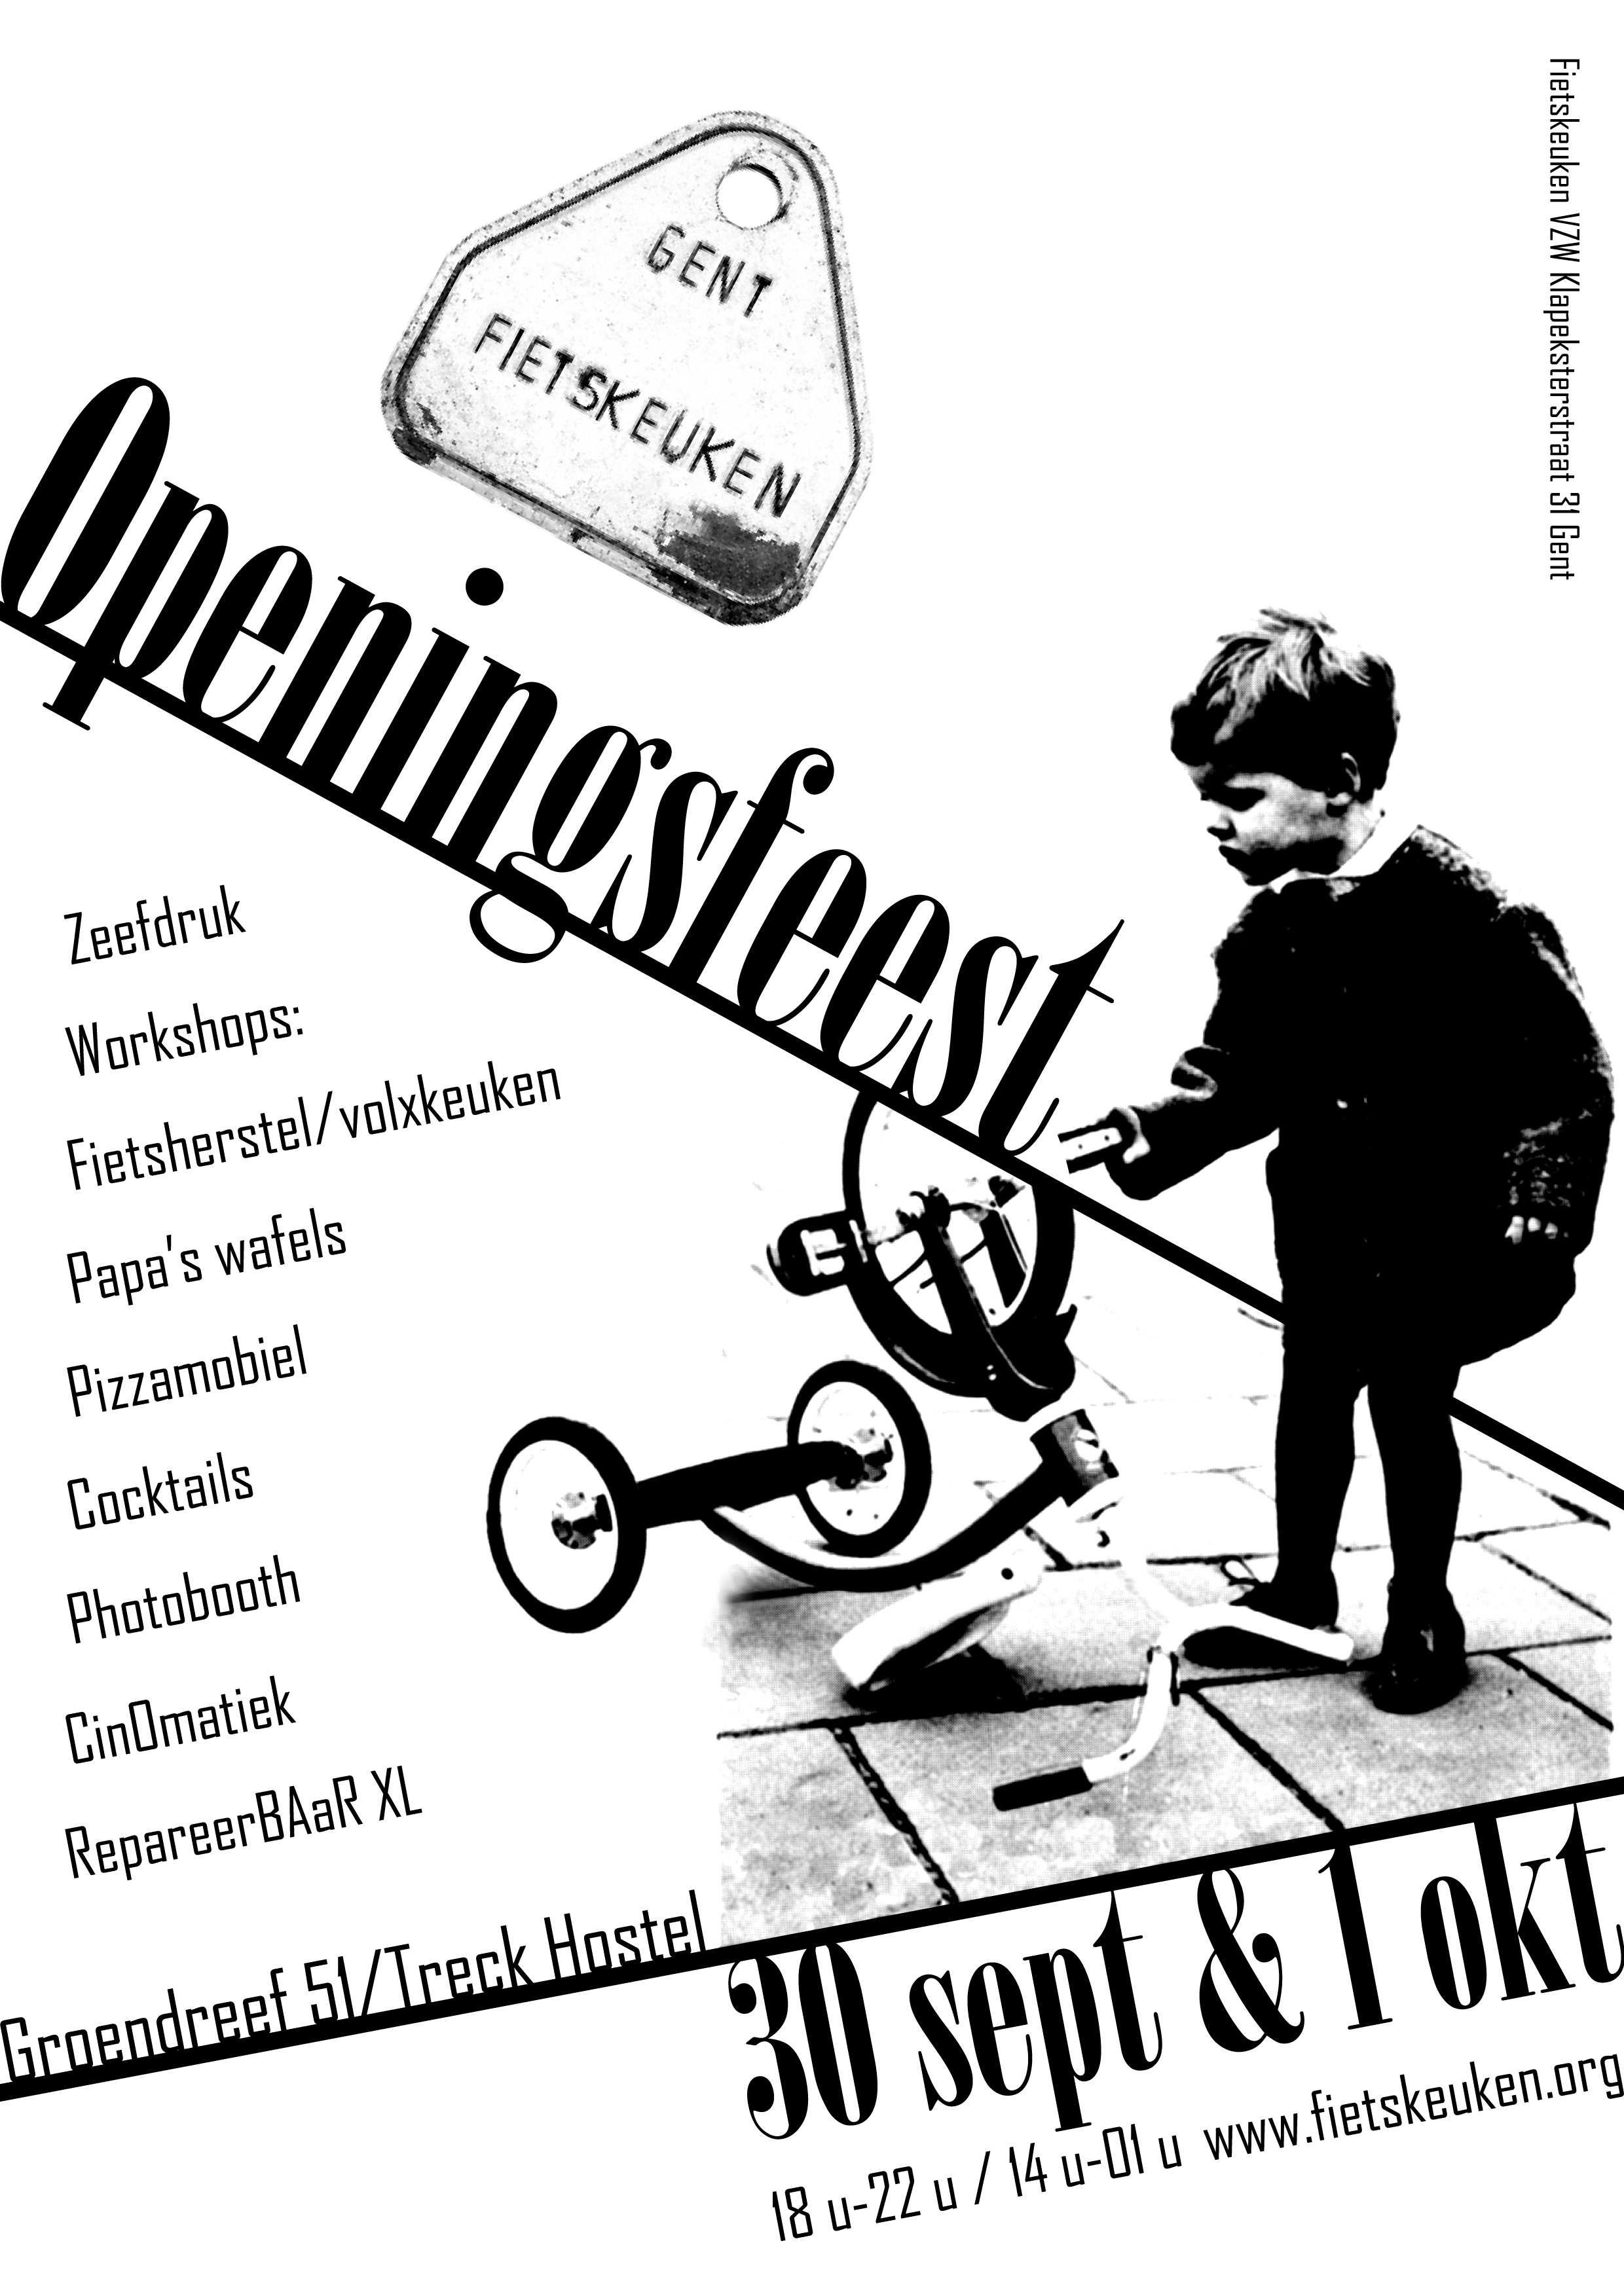 Fietskeuken VZW Klapeksterstraat 31 Gent
GENT
FIETSKEUKEN
Openingsfeest
Zeefdruk
Workshops:
Fietsherstel/volxkeuken
Papa's wafels
Pizzamobiel
Cocktails
Photobooth
CinOmatiek
RepareerBAaR XL
Groendreef 51/Treck Hostel
30 sept & 1 okt
18 u-22 u / 14 u-01 u www.fietskeuken.org